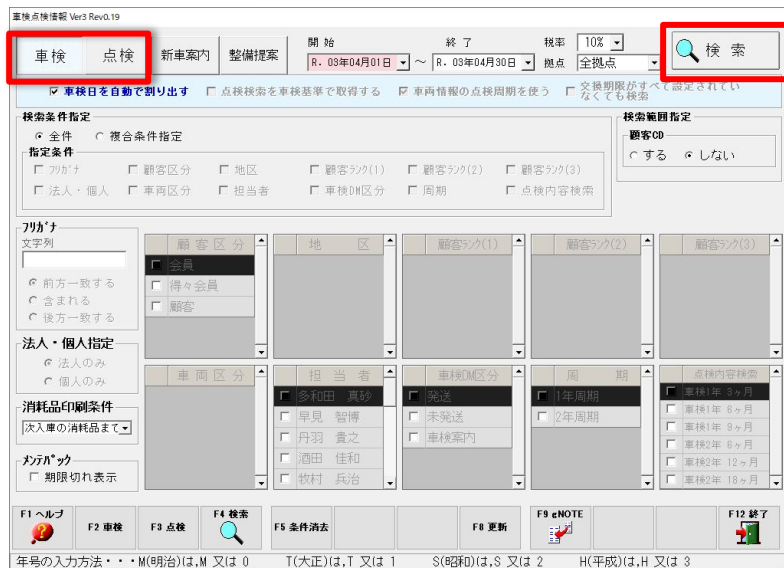 車検点検情報 Ver3 Rev0.19
車検 点検 新車案内 整備提案 開 始 R. 03年04月01日 ～ 終 了 R. 03年04月30日 税率 10% 拠点 全拠点 検 索
車検日を自動で割り出す 点検検索を車検基準で取得する 車両情報の点検周期を使う 交換期限がすべて設定されてい
なくても検索
検索条件指定
全件 複合条件指定
指定条件
フリガナ 顧客区分 地区 顧客ランク(1) 顧客ランク(2) 顧客ランク(3)
法人・個人 車両区分 担当者 車検DM区分 周期 点検内容検索
検索範囲指定
顧客CD
する しない
フリガナ
文字列
前方一致する
含まれる
後方一致する
顧 客 区 分
会員
得々会員
顧客
地 区
顧客ランク(1)
顧客ランク(2)
顧客ランク(3)
法人・個人指定
法人のみ
個人のみ
消耗品印刷条件
次入庫の消耗品まで
メンテパック
期限切れ表示
車 両 区 分
担 当 者
多和田 真砂
早見 智博
丹羽 貴之
酒田 佳和
牧村 兵治
車検DM区分
発送
未発送
車検案内
周 期
1年周期
2年周期
点検内容検索
車検1年 3ヶ月
車検1年 6ヶ月
車検1年 9ヶ月
車検2年 6ヶ月
車検2年 12ヶ月
車検2年 18ヶ月
F1 ヘルプ F2 車検 F3 点検 F4 検索 F5 条件消去 F8 更新 F9 eNOTE F12 終了
年号の入力方法・・・M(明治)は,M 又は 0 T(大正)は,T 又は 1 S(昭和)は,S 又は 2 H(平成)は,H 又は 3